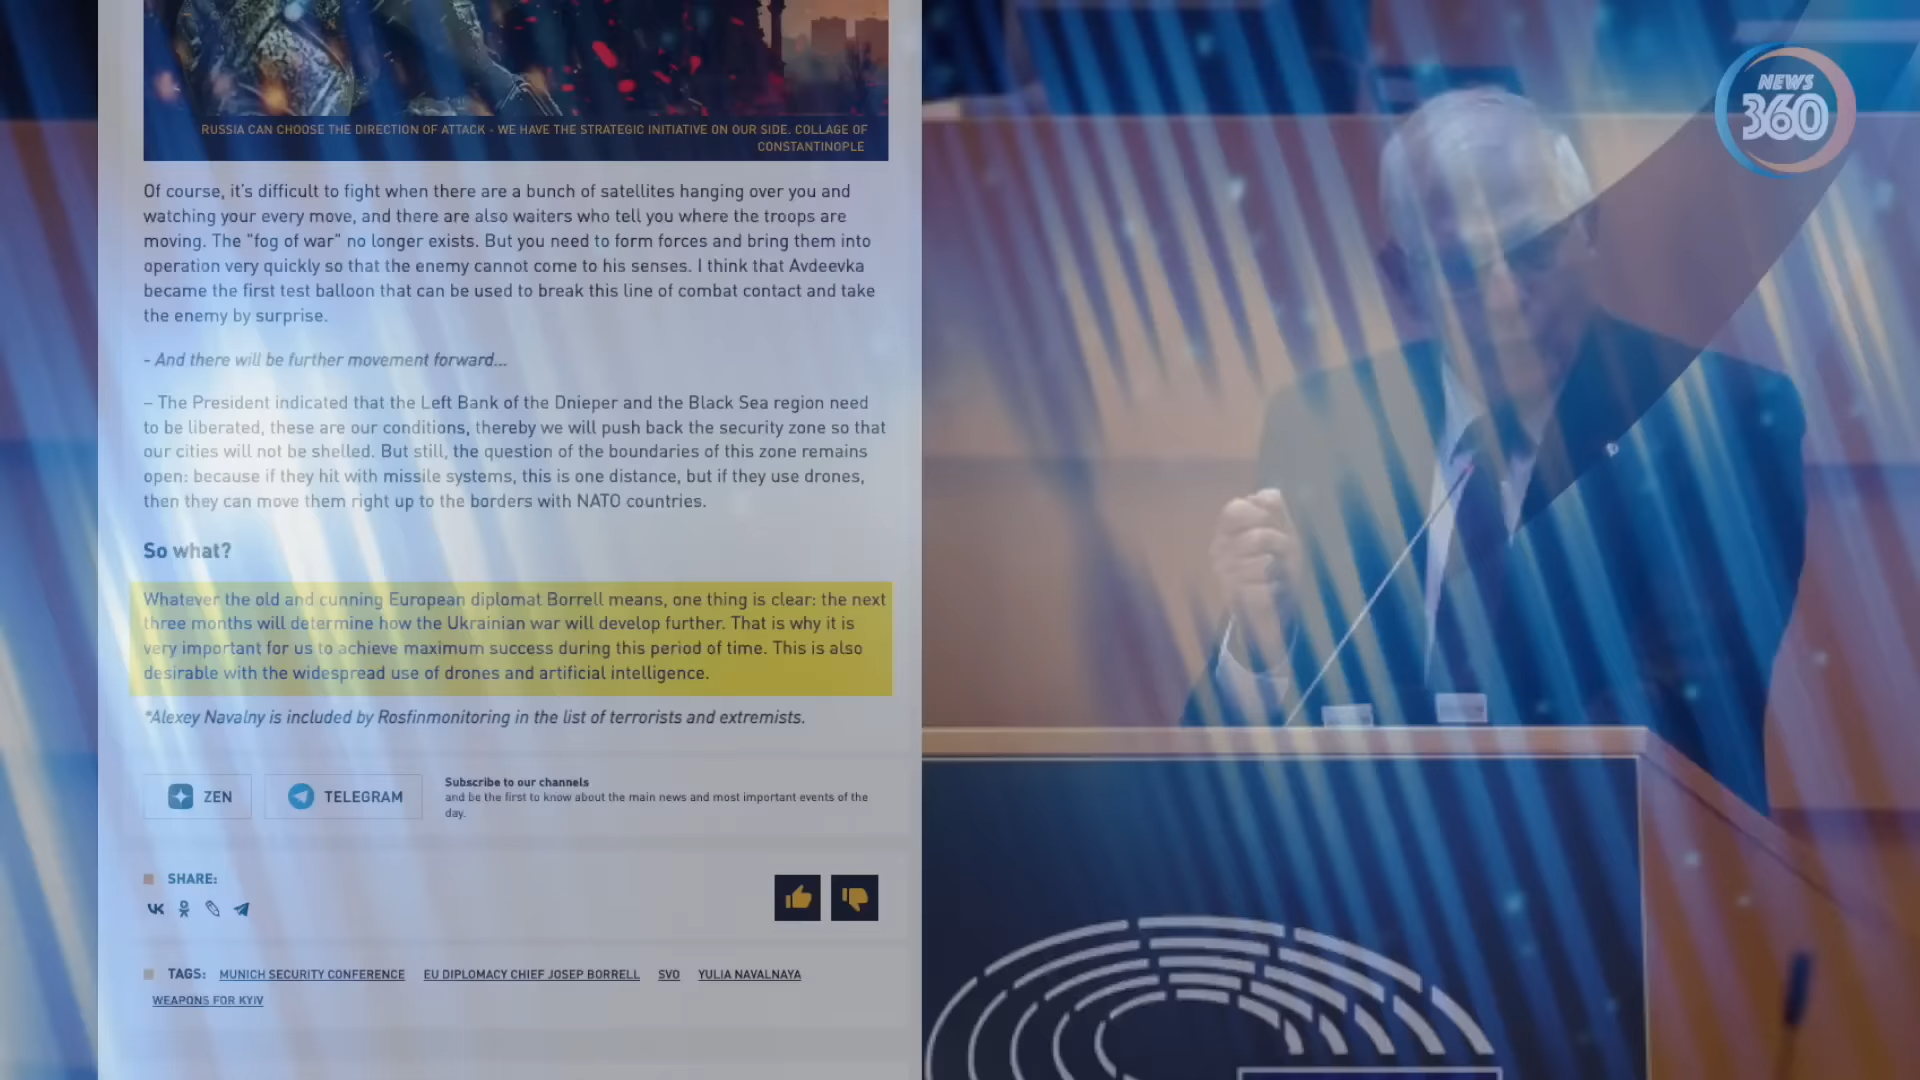 NEWS
360
RUSSIA CAN CHOOSE THE DIRECTION OF ATTACK - WE HAVE THE STRATEGIC INITIATIVE ON OUR SIDE. COLLAGE OF
CONSTANTINOPLE
Of course, it's difficult to fight when there are a bunch of satellites hanging over you and
watching your every move, and there are also waiters who tell you where the troops are
moving. The "fog of war" no longer exists. But you need to form forces and bring them into
operation very quickly so that the enemy cannot come to his senses. I think that Avdeevka
became the first test balloon that can be used to break this line of combat contact and take
the enemy by surprise.
- And there will be further movement forward...
– The President indicated that the Left Bank of the Dnieper and the Black Sea region need
to be liberated, these are our conditions, thereby we will push back the security zone so that
our cities will not be shelled. But still, the question of the boundaries of this zone remains
open: because if they hit with missile systems, this is one distance, but if they use drones,
then they can move them right up to the borders with NATO countries.
So what?
Whatever the old and cunning European diplomat Borrell means, one thing is clear: the next
three months will determine how the Ukrainian war will develop further. That is why it is
very important for us to achieve maximum success during this period of time. This is also
desirable with the widespread use of drones and artificial intelligence.
*Alexey Navalny is included by Rosfinmonitoring in the list of terrorists and extremists.
ZEN
TELEGRAM
Subscribe to our channels
and be the first to know about the main news and most important events of the
day.
SHARE:
TAGS: MUNICH SECURITY CONFERENCE EU DIPLOMACY CHIEF JOSEP BORRELL SVO YULIA NAVALNAYA
WEAPONS FOR KYIV